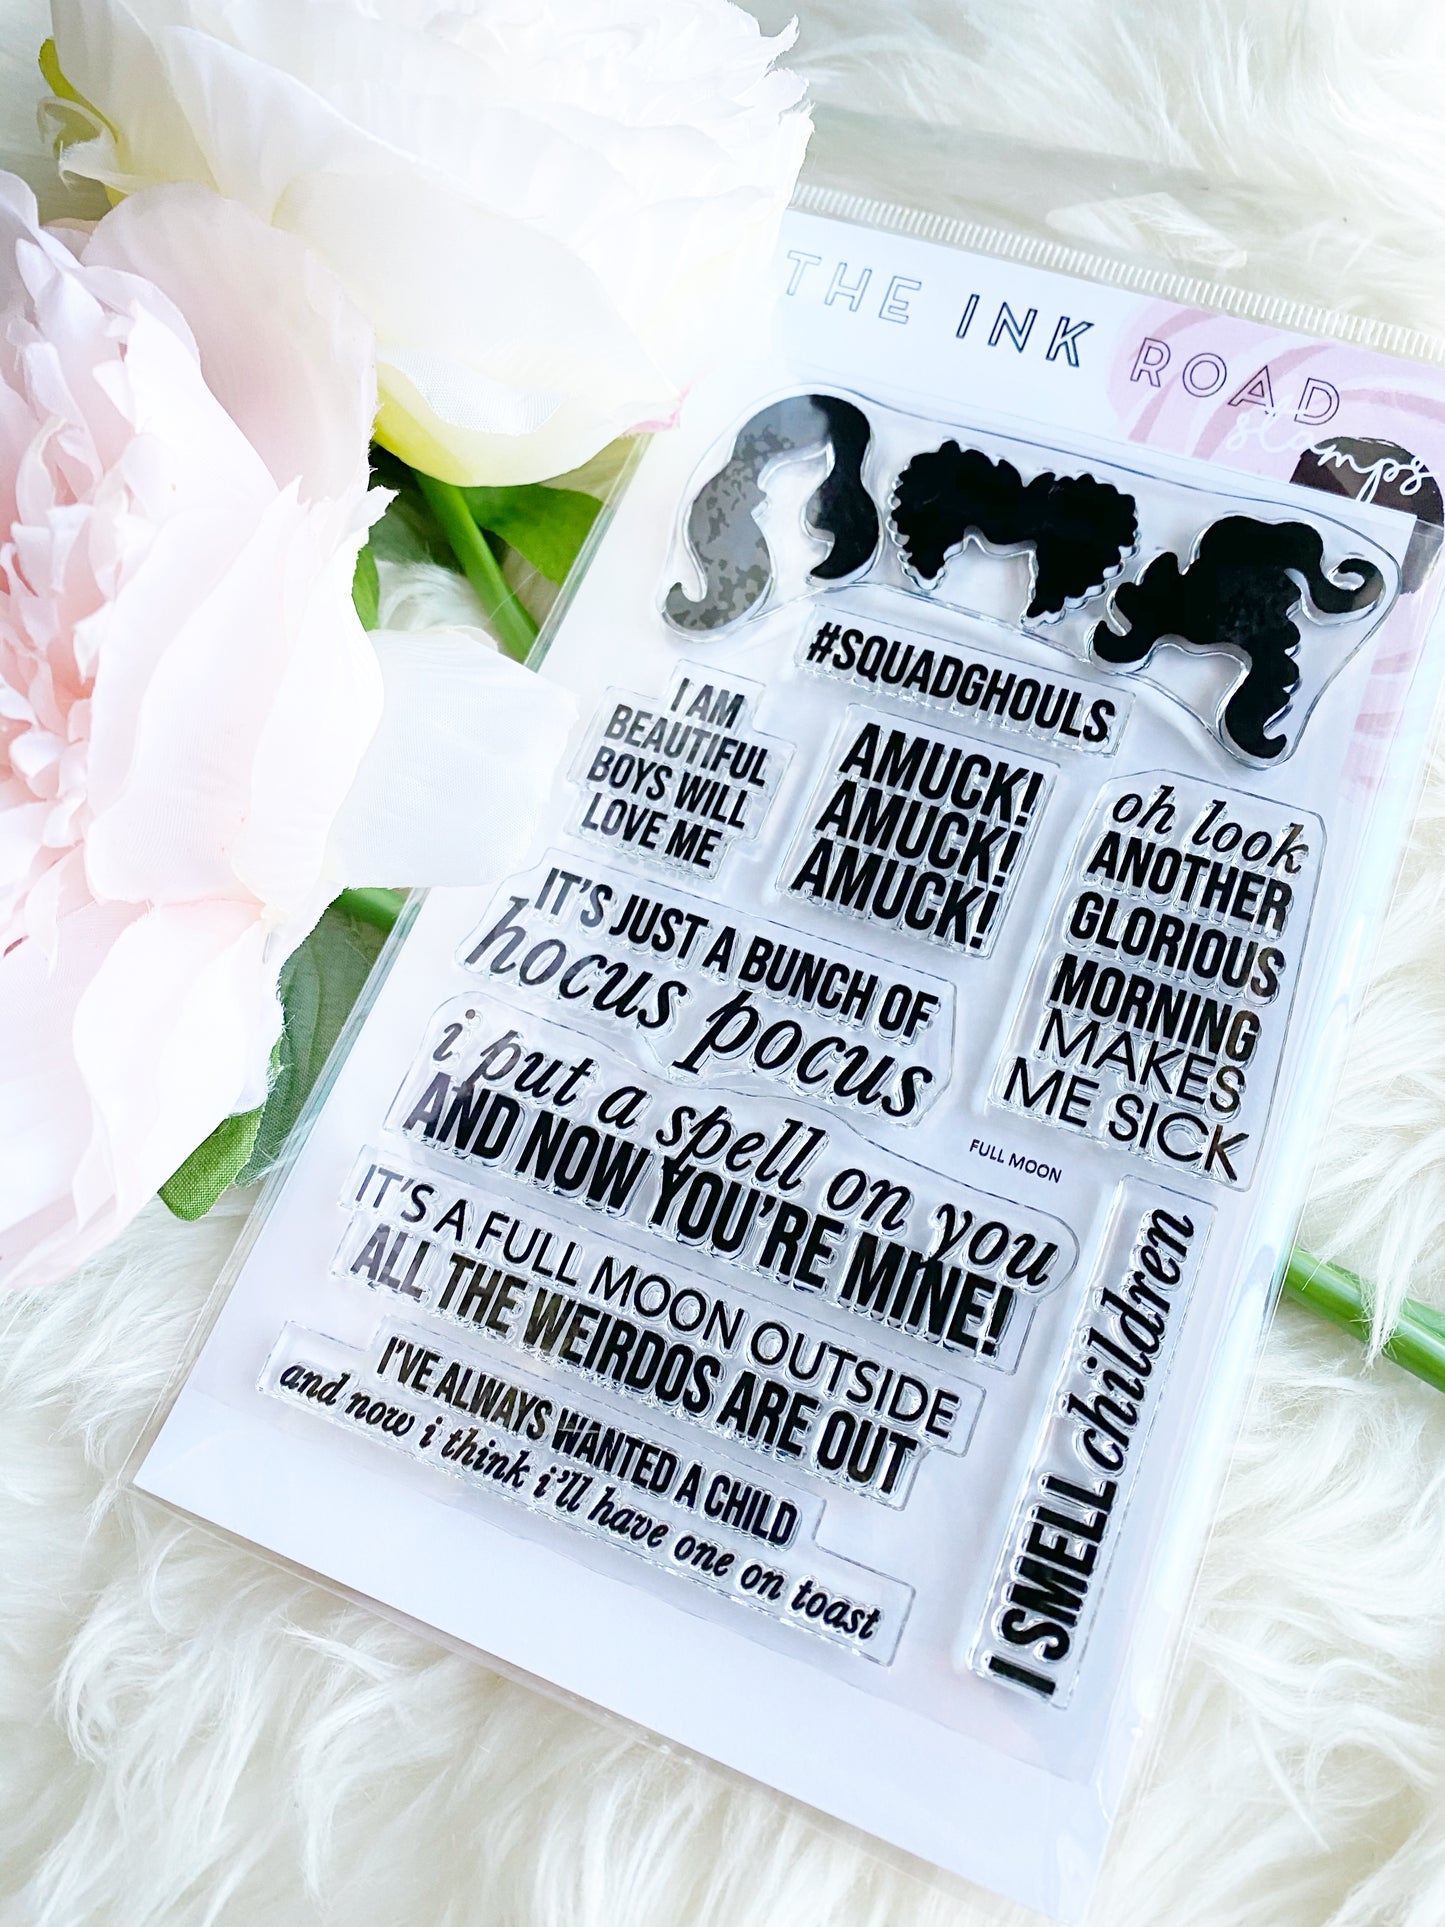 THE INK ROAD
stamps
#SQUADGHOULS
I AM
BEAUTIFUL
BOYS WILL
LOVE ME
AMUCK!
AMUCK!
AMUCK!
oh look
ANOTHER
GLORIOUS
MORNING
MAKES
ME SICK
IT'S JUST A BUNCH OF
hocus pocus
i put a spell on you
AND NOW YOU'RE MINE!
FULL MOON
IT'S A FULL MOON OUTSIDE
ALL THE WEIRDOS ARE OUT
I'VE ALWAYS WANTED A CHILD
and now i think i'll have one on toast
I SMELL children